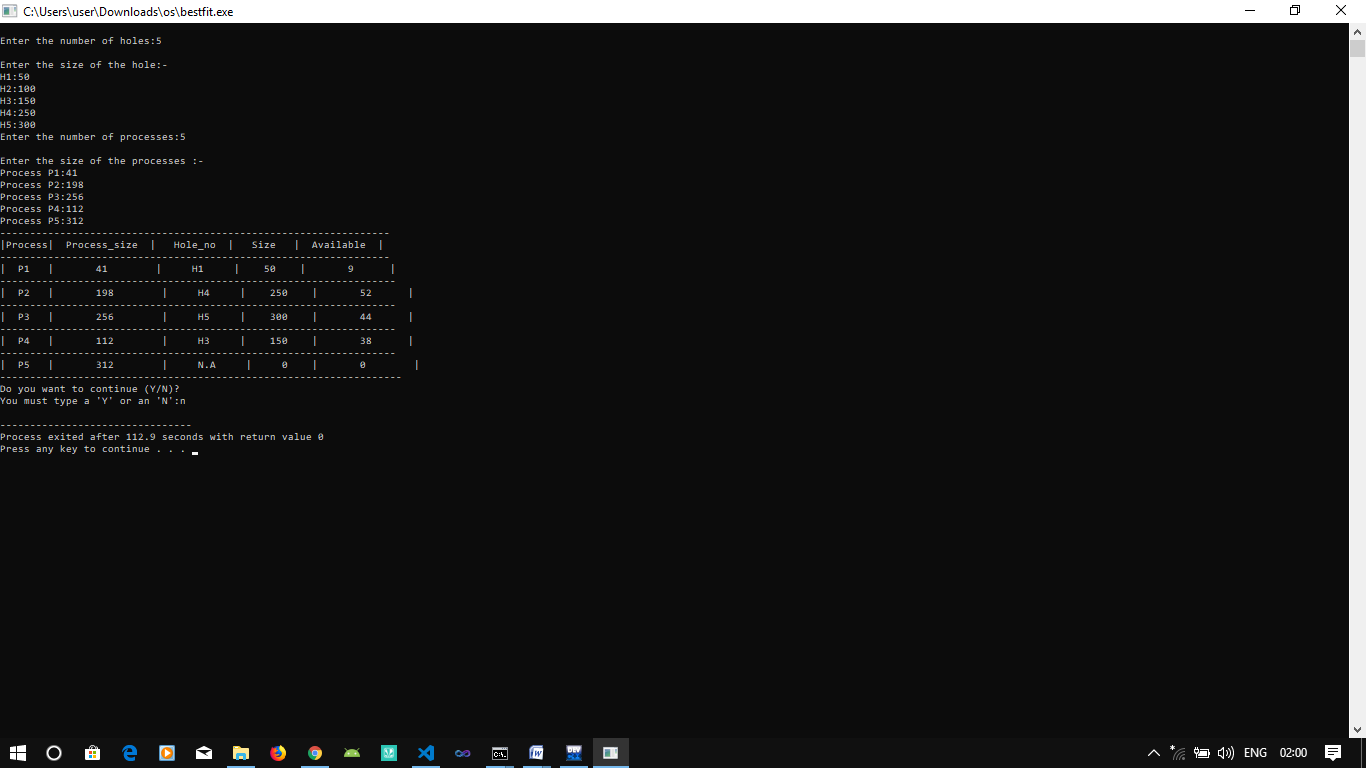 C:\Users\user\Downloads\os\bestfit.exe
Enter the number of holes:5
Enter the size of the hole:-
H1:50
H2:100
H3:150
H4:250
H5:300
Enter the number of processes:5
Enter the size of the processes :-
Process P1:41
Process P2:198
Process P3:256
Process P4:112
Process P5:312
-----------------------------------------------------------------
|Process|  Process_size  |   Hole_no  |   Size   |  Available  |
-----------------------------------------------------------------
|  P1   |       41        |     H1     |    50    |       9      |
------------------------------------------------------------------
|  P2   |       198        |     H4     |    250    |       52      |
------------------------------------------------------------------
|  P3   |       256        |     H5     |    300    |       44      |
------------------------------------------------------------------
|  P4   |       112        |     H3     |    150    |       38      |
------------------------------------------------------------------
|  P5   |       312        |     N.A     |     0    |       0        |
-------------------------------------------------------------------
Do you want to continue (Y/N)?
You must type a 'Y' or an 'N':n
--------------------------------
Process exited after 112.9 seconds with return value 0
Press any key to continue . . .
C:\.
W
DEV
ENG 02:00